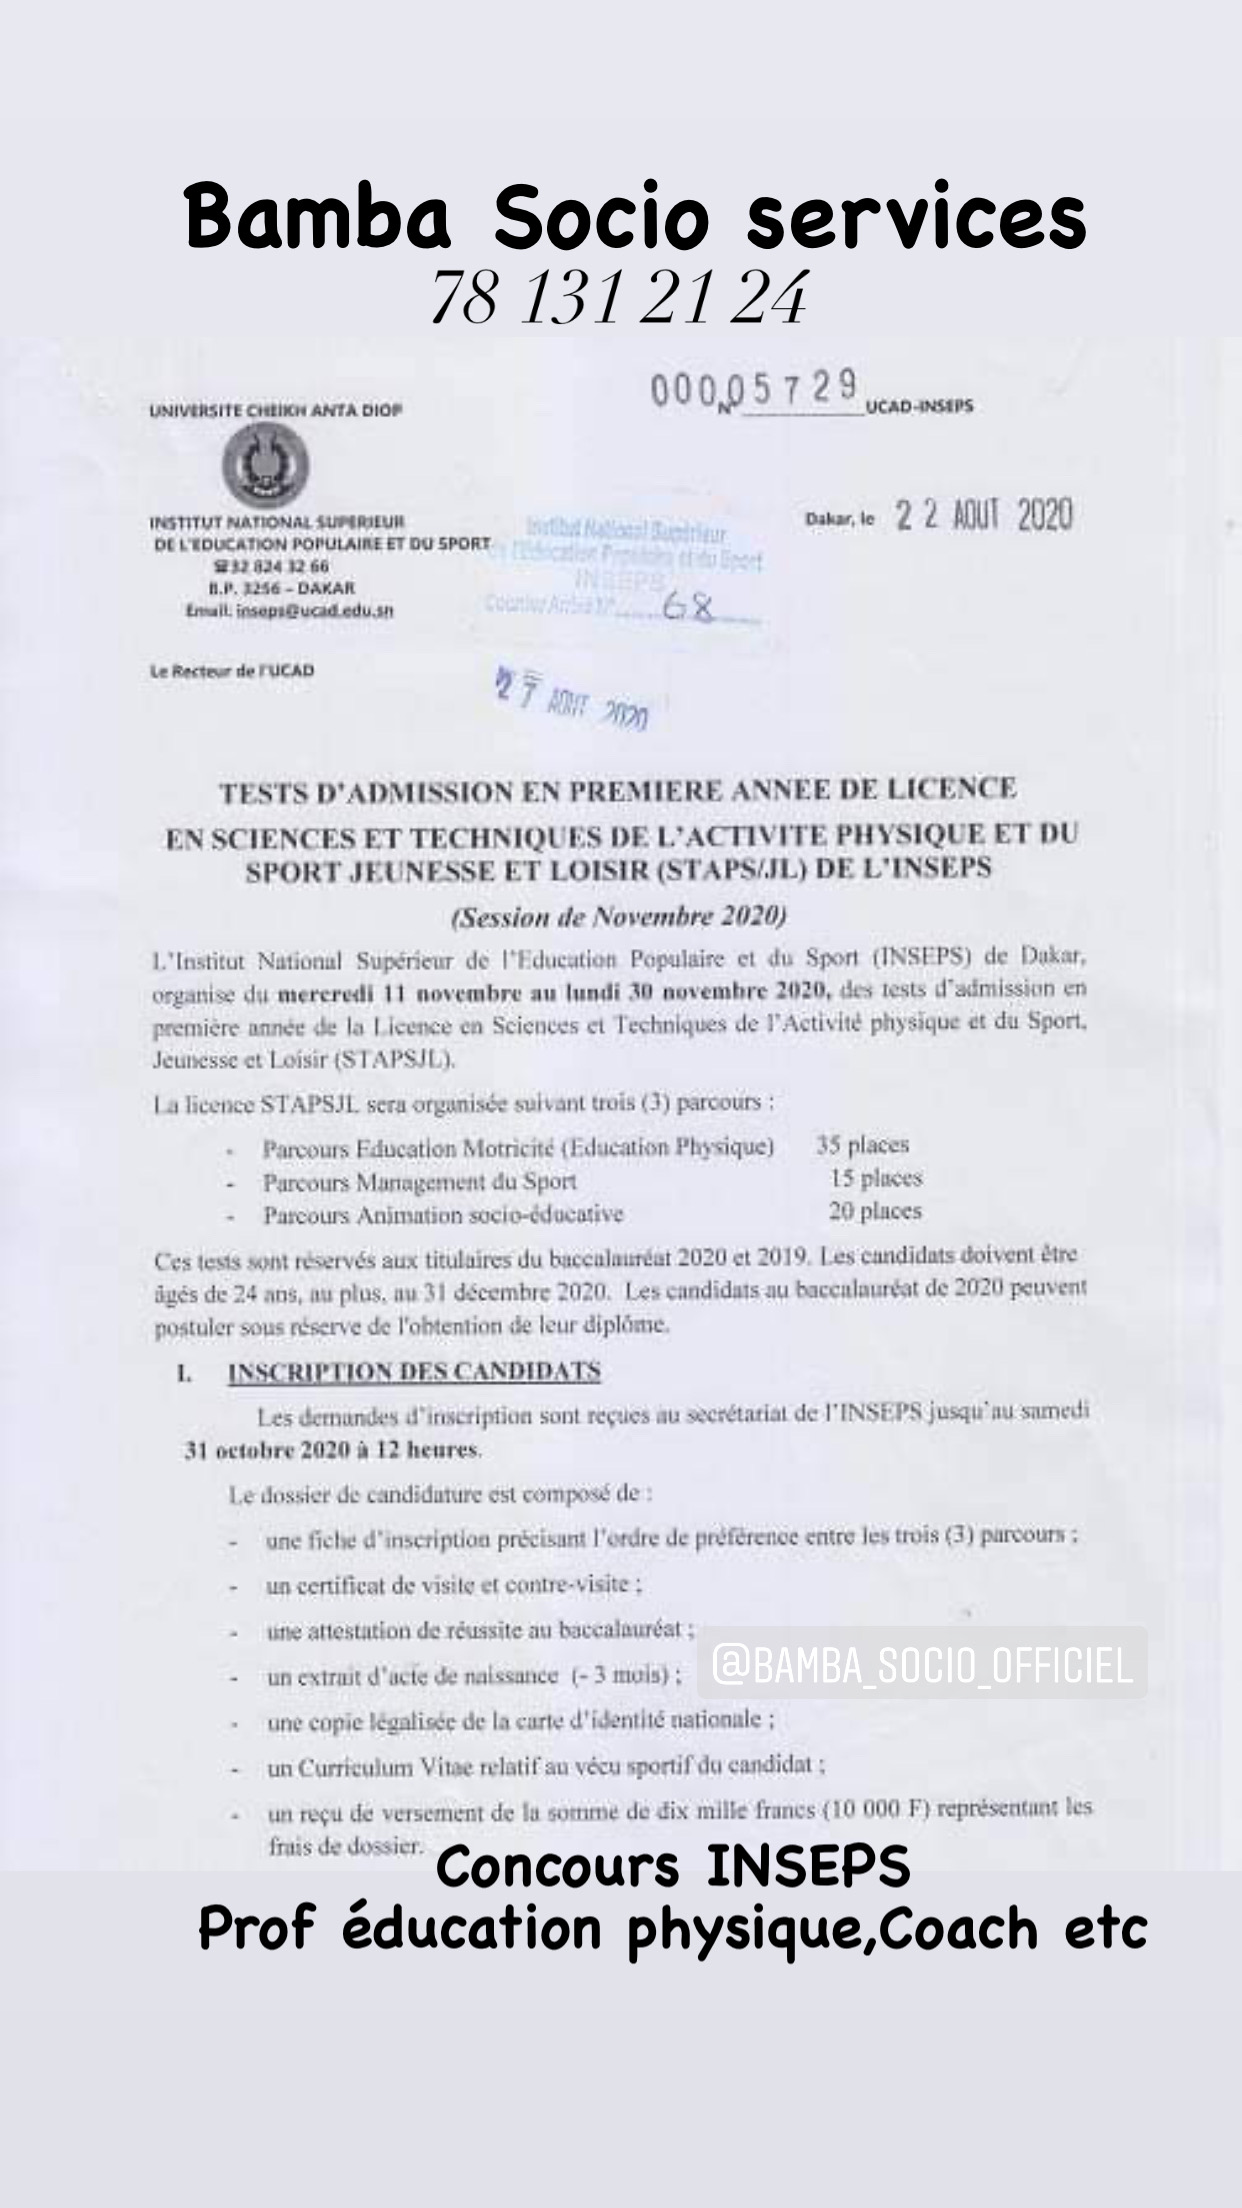 Bamba Socio services
78 131 21 24
00005729
N° UCAD-INSEPS
UNIVERSITE CHEIKH ANTA DIOP
INSTITUT NATIONAL SUPERIEUR
DE L'EDUCATION POPULAIRE ET DU SPORT
☎32 824 32 66
B.P. 3256 – DAKAR
Email: inseps@ucad.edu.sn
Dakar, le 22 AOUT 2020
Institut National Supérieur
de l'Education Populaire et du Sport
INSEPS
Courrier Arrivé N° 68
Le Recteur de l'UCAD
27 AOUT 2020
TESTS D'ADMISSION EN PREMIERE ANNEE DE LICENCE
EN SCIENCES ET TECHNIQUES DE L'ACTIVITE PHYSIQUE ET DU
SPORT JEUNESSE ET LOISIR (STAPS/JL) DE L'INSEPS
(Session de Novembre 2020)
L'Institut National Supérieur de l'Education Populaire et du Sport (INSEPS) de Dakar,
organise du mercredi 11 novembre au lundi 30 novembre 2020, des tests d'admission en
première année de la Licence en Sciences et Techniques de l'Activité physique et du Sport,
Jeunesse et Loisir (STAPSJL).
La licence STAPSJL sera organisée suivant trois (3) parcours :
- Parcours Education Motricité (Education Physique) 35 places
- Parcours Management du Sport 15 places
- Parcours Animation socio-éducative 20 places
Ces tests sont réservés aux titulaires du baccalauréat 2020 et 2019. Les candidats doivent être
âgés de 24 ans, au plus, au 31 décembre 2020. Les candidats au baccalauréat de 2020 peuvent
postuler sous réserve de l'obtention de leur diplôme.
I. INSCRIPTION DES CANDIDATS
Les demandes d'inscription sont reçues au secrétariat de l'INSEPS jusqu'au samedi
31 octobre 2020 à 12 heures.
Le dossier de candidature est composé de :
- une fiche d'inscription précisant l'ordre de préférence entre les trois (3) parcours ;
- un certificat de visite et contre-visite ;
- une attestation de réussite au baccalauréat ;
@BAMBA_SOCIO_OFFICIEL
- un extrait d'acte de naissance (- 3 mois) ;
- une copie légalisée de la carte d'identité nationale ;
- un Curriculum Vitae relatif au vécu sportif du candidat ;
- un reçu de versement de la somme de dix mille francs (10 000 F) représentant les
frais de dossier.
Concours INSEPS
Prof éducation physique,Coach etc